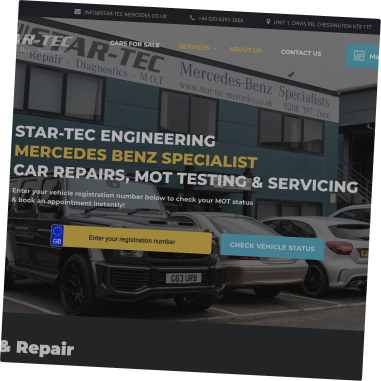 INFO@STAR-TEC-MERCEDES.CO.UK
+44 020-8397-2666
UNIT 1, DAVIS RD, CHESSINGTON KT9 1TT
AR-TEC
CARS FOR SALE
SERVICES
ABOUT US
CONTACT US
Ma
STAR-TEC
Repair - Diagnostics - M.O.T
Mercedes-Benz Specialists
www.star-tec-mercedes.co.uk
0208 397 2666
STAR-TEC ENGINEERING
MERCEDES BENZ SPECIALIST
CAR REPAIRS, MOT TESTING & SERVICING
Enter your vehicle registration number below to check your MOT status
& book an appointment instantly!
GB
Enter your registration number
CHECK VEHICLE STATUS
G63 URB
& Repair